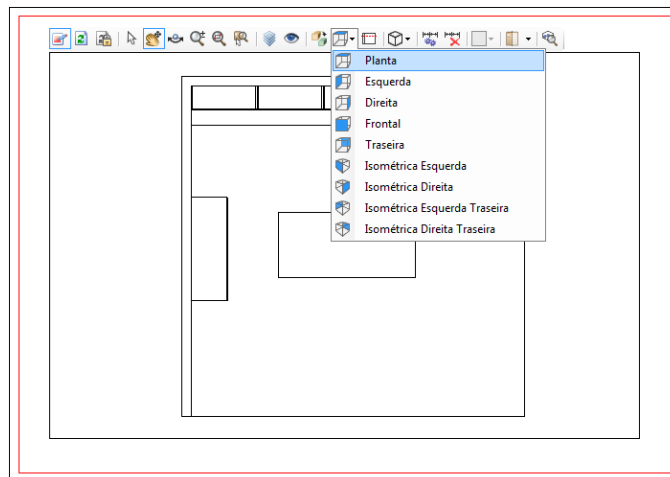 Planta
Esquerda
Direita
Frontal
Traseira
Isométrica Esquerda
Isométrica Direita
Isométrica Esquerda Traseira
Isométrica Direita Traseira